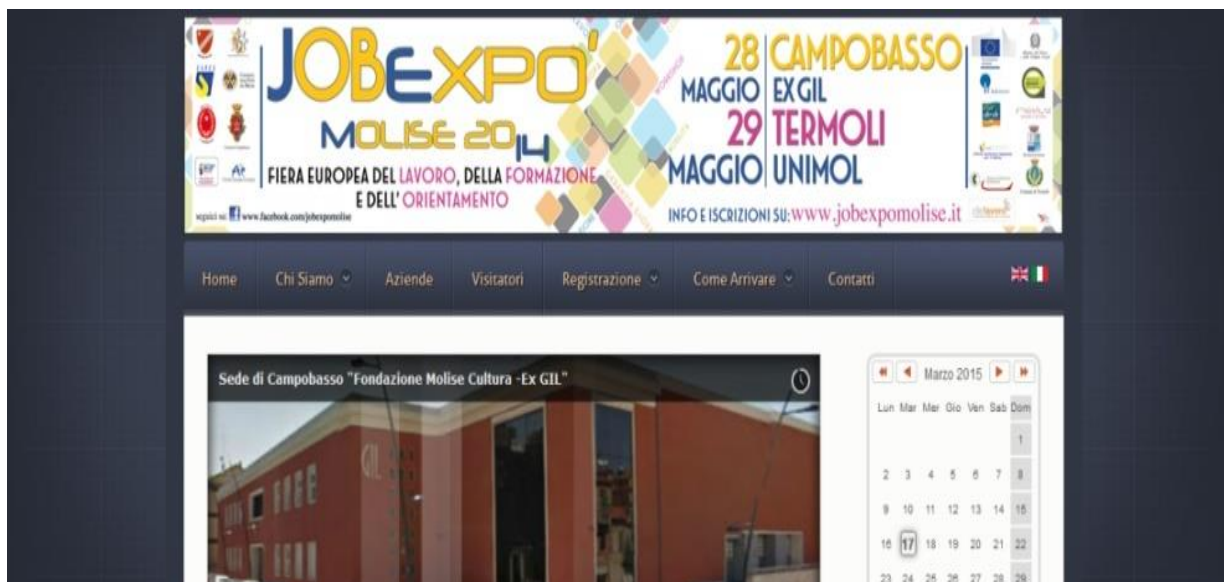 JOBEXPO'
MOLISE 2014
FIERA EUROPEA DEL LAVORO, DELLA FORMAZIONE
E DELL' ORIENTAMENTO
seguici su: www.facebook.com/jobexpomolise
28 CAMPOBASSO
MAGGIO EX GIL
29 TERMOLI
MAGGIO UNIMOL
INFO E ISCRIZIONI SU: www.jobexpomolise.it
WORKSHOP
Home Chi Siamo Aziende Visitatori Registrazione Come Arrivare Contatti
Sede di Campobasso "Fondazione Molise Cultura -Ex GIL"
GIL
Marzo 2015
Lun Mar Mer Gio Ven Sab Dom
1
2 3 4 5 6 7 8
9 10 11 12 13 14 15
16 17 18 19 20 21 22
23 24 25 26 27 28 29